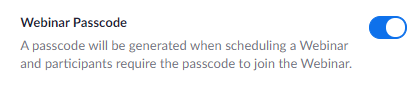 Webinar Passcode
A passcode will be generated when scheduling a Webinar
and participants require the passcode to join the Webinar.